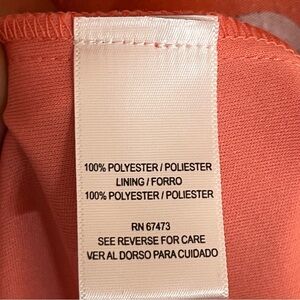 100% POLYESTER / POLIESTER
LINING / FORRO
100% POLYESTER / POLIESTER
RN 67473
SEE REVERSE FOR CARE
VER AL DORSO PARA CUIDADO